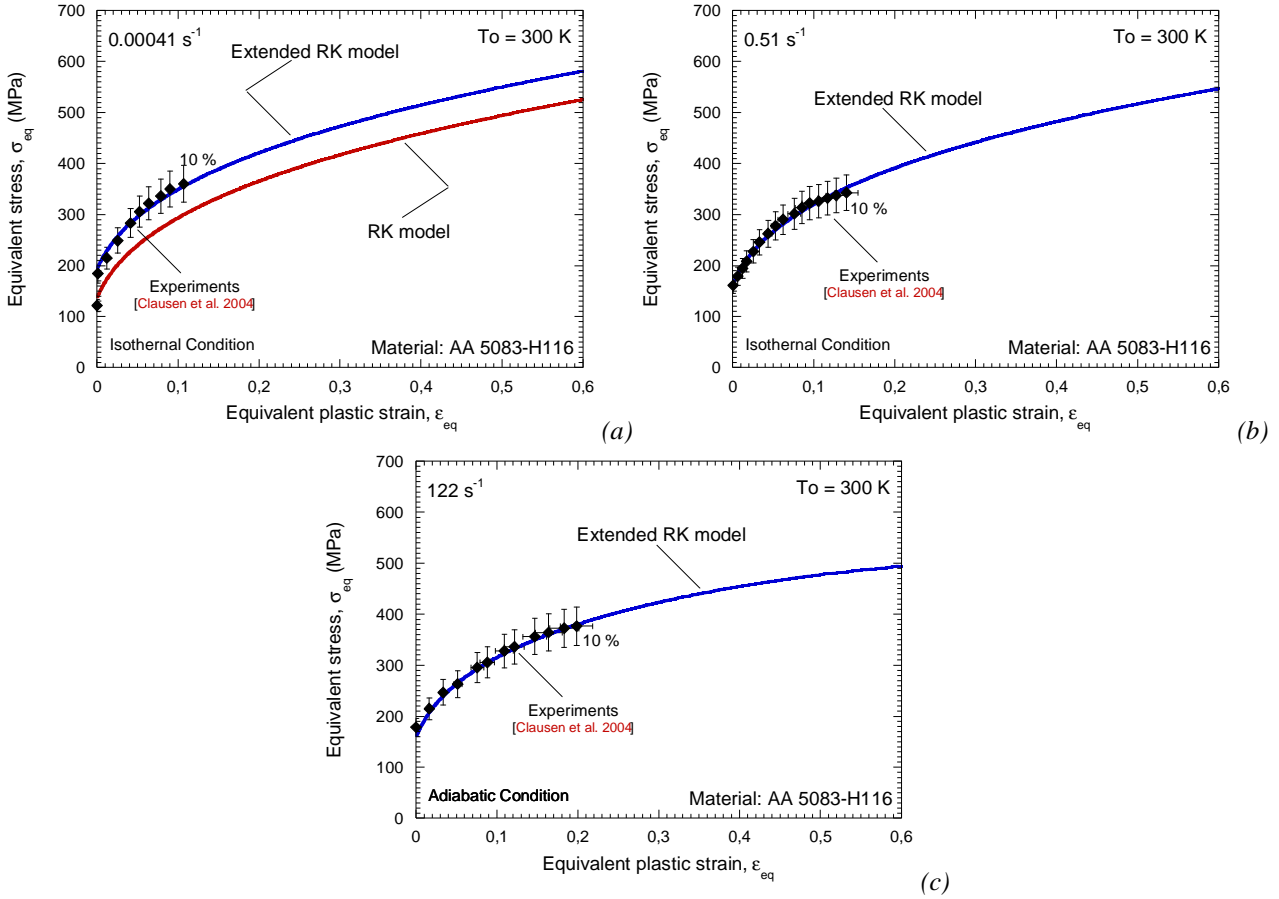 700
600
500
400
300
200
100
0
0.00041 s⁻¹
To = 300 K
Extended RK model
10 %
RK model
Experiments
[Clausen et al. 2004]
Isothernal Condition
Material: AA 5083-H116
0
0,1
0,2
0,3
0,4
0,5
0,6
Equivalent stress, σeq (MPa)
Equivalent plastic strain, εeq
(a)
700
600
500
400
300
200
100
0
0.51 s⁻¹
To = 300 K
Extended RK model
10 %
Experiments
[Clausen et al. 2004]
Isothernal Condition
Material: AA 5083-H116
0
0,1
0,2
0,3
0,4
0,5
0,6
Equivalent stress, σeq (MPa)
Equivalent plastic strain, εeq
(b)
700
600
500
400
300
200
100
0
122 s⁻¹
To = 300 K
Extended RK model
10 %
Experiments
[Clausen et al. 2004]
Adiabatic Condition
Material: AA 5083-H116
0
0,1
0,2
0,3
0,4
0,5
0,6
Equivalent stress, σeq (MPa)
Equivalent plastic strain, εeq
(c)